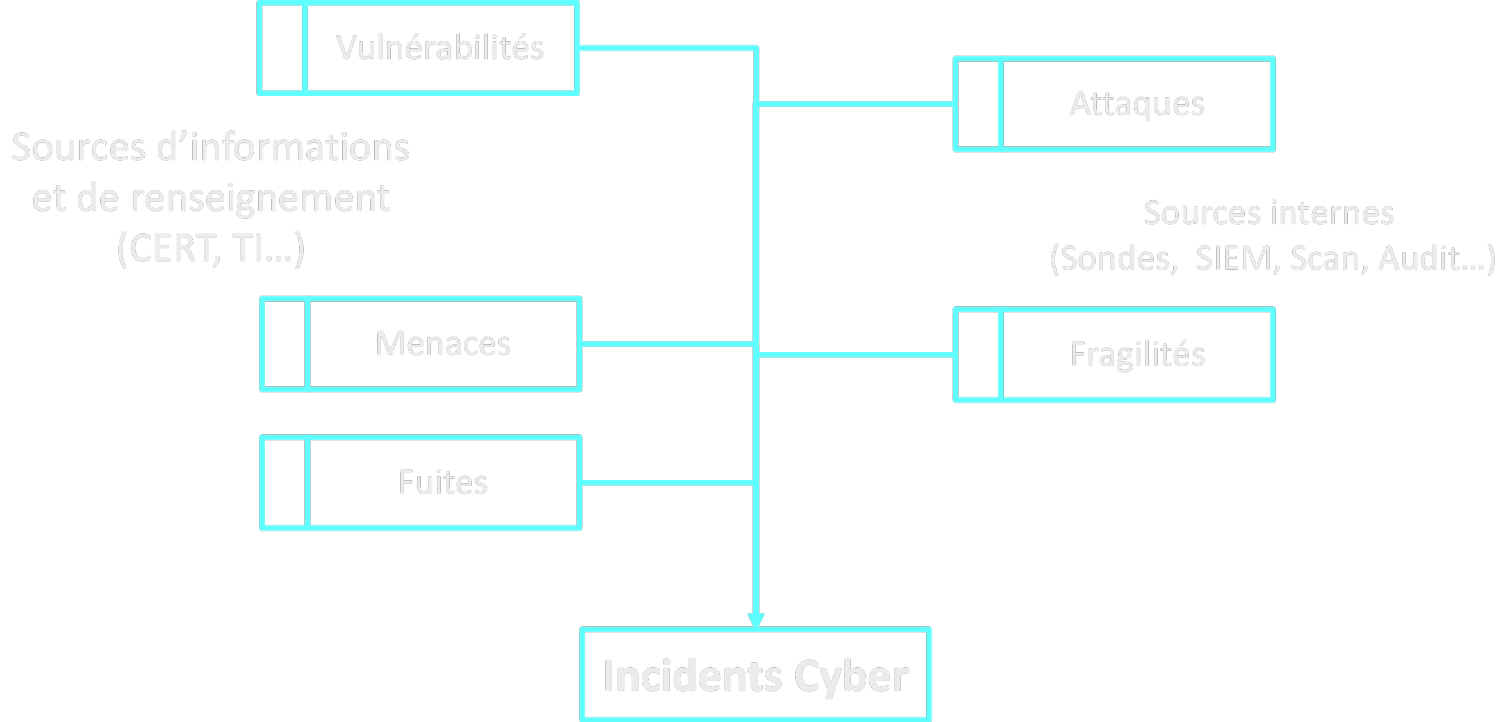 Vulnérabilités
Attaques
Sources d’informations
et de renseignement
(CERT, TI...)
Sources internes
(Sondes, SIEM, Scan, Audit...)
Menaces
Fragilités
Fuites
Incidents Cyber